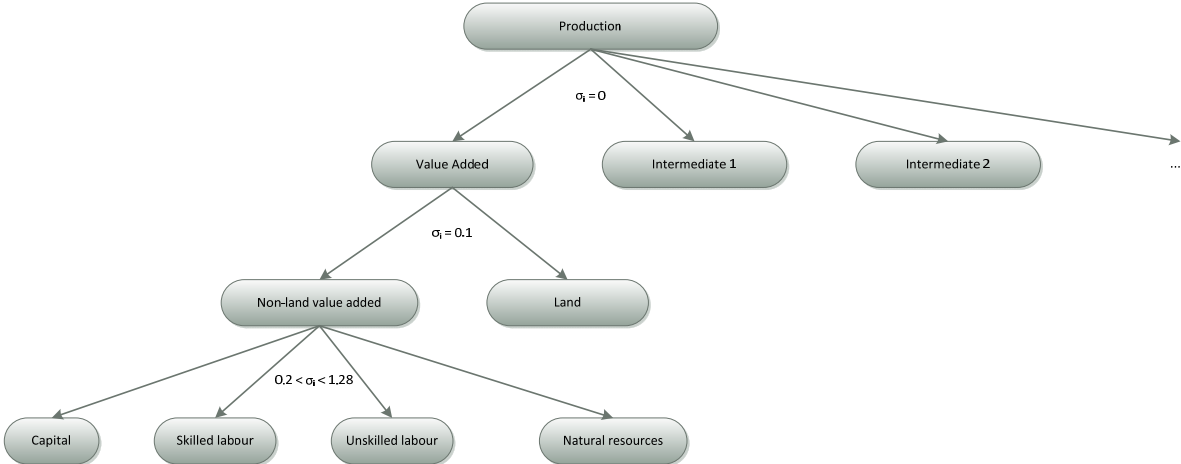 Production
σi = 0
Value Added
Intermediate 1
Intermediate 2
...
σi = 0.1
Non-land value added
Land
0.2 < σi < 1.28
Capital
Skilled labour
Unskilled labour
Natural resources